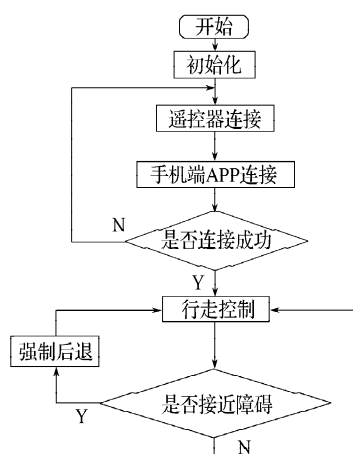 开始
初始化
遥控器连接
手机端APP连接
是否连接成功
N
Y
行走控制
强制后退
是否接近障碍
Y
N